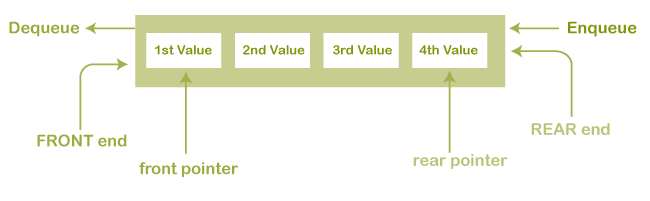 Dequeue
Enqueue
1st Value
2nd Value
3rd Value
4th Value
FRONT end
REAR end
front pointer
rear pointer